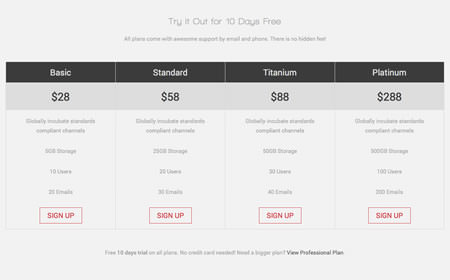 Try It Out for 10 Days Free
All plans come with awesome support by email and phone. There is no hidden fee!
Basic
Standard
Titanium
Platinum
$28
$58
$88
$288
Globally incubate standards
compliant channels
Globally incubate standards
compliant channels
Globally incubate standards
compliant channels
Globally incubate standards
compliant channels
5GB Storage
25GB Storage
50GB Storage
500GB Storage
10 Users
20 Users
30 Users
100 Users
20 Emails
30 Emails
40 Emails
200 Emails
SIGN UP
SIGN UP
SIGN UP
SIGN UP
Free 10 days trial on all plans. No credit card needed! Need a bigger plan? View Professional Plan